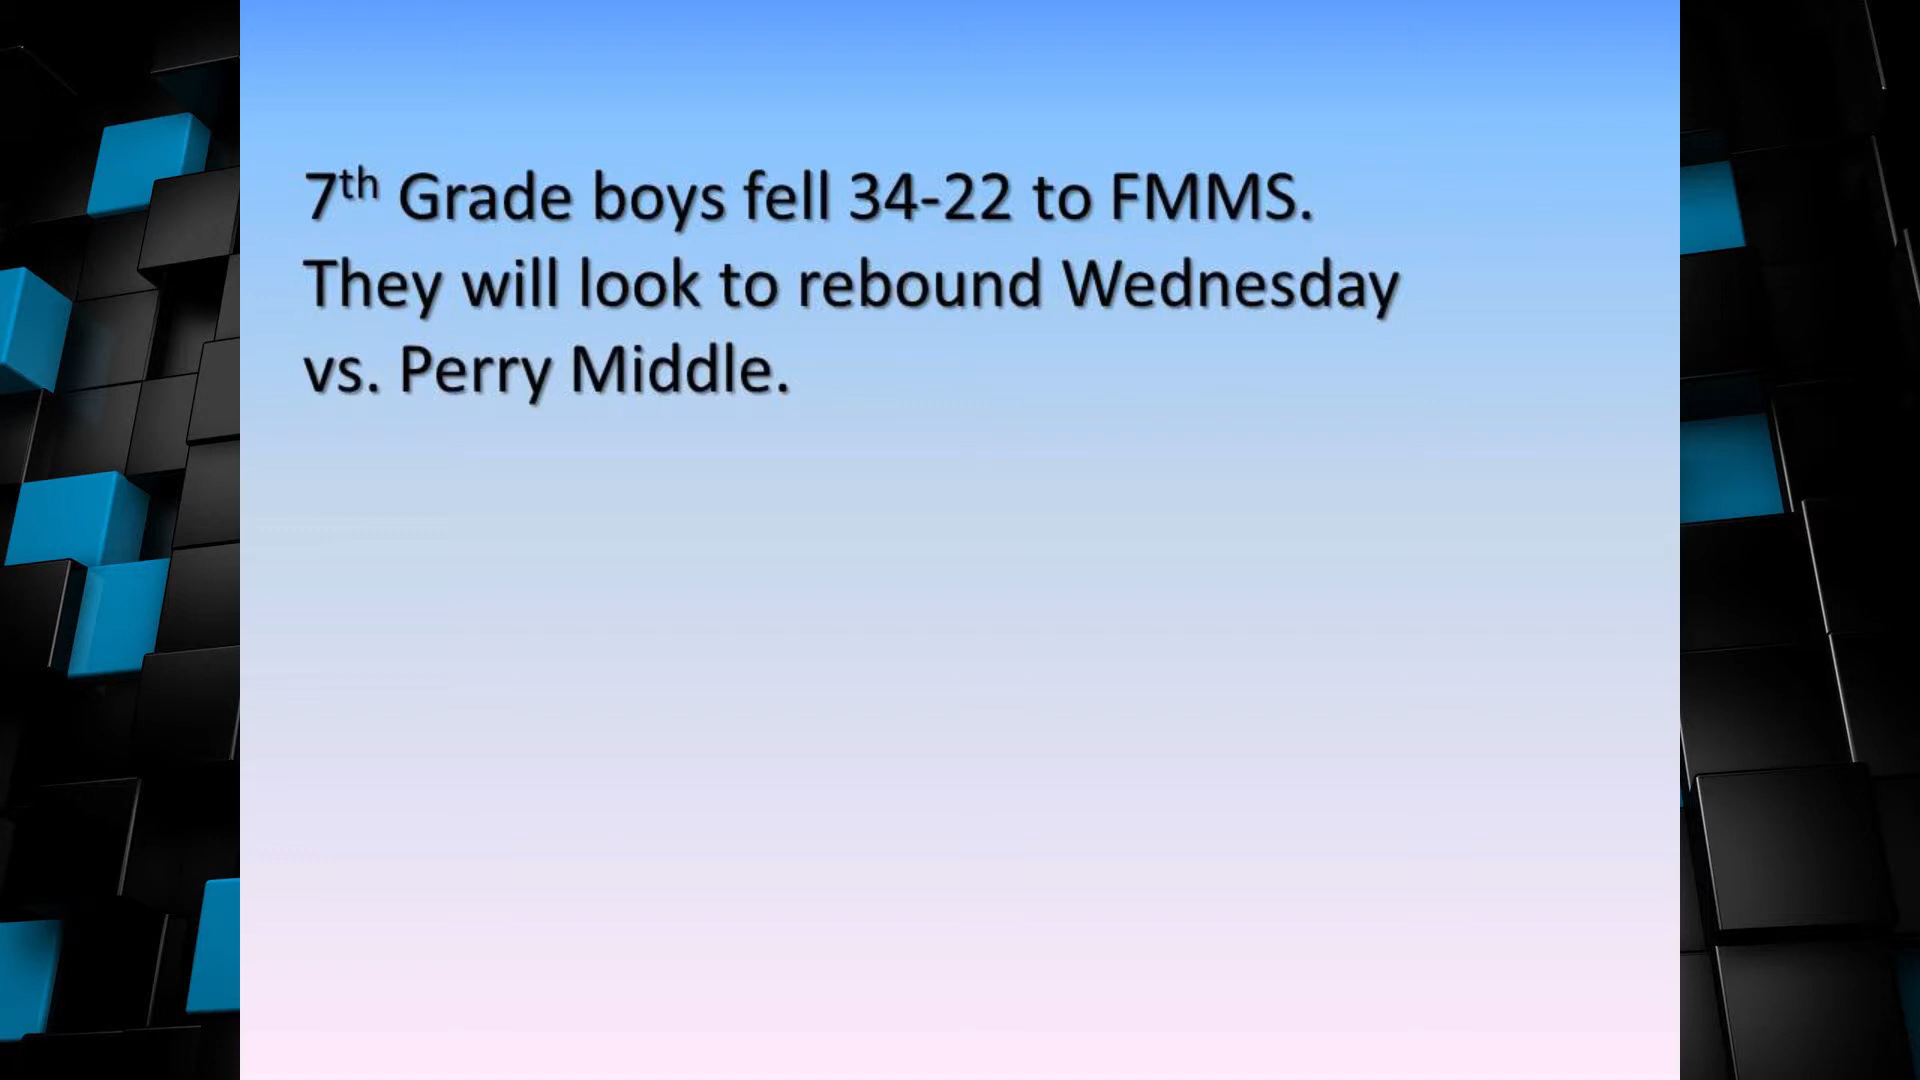 7th Grade boys fell 34-22 to FMMS.
They will look to rebound Wednesday
vs. Perry Middle.